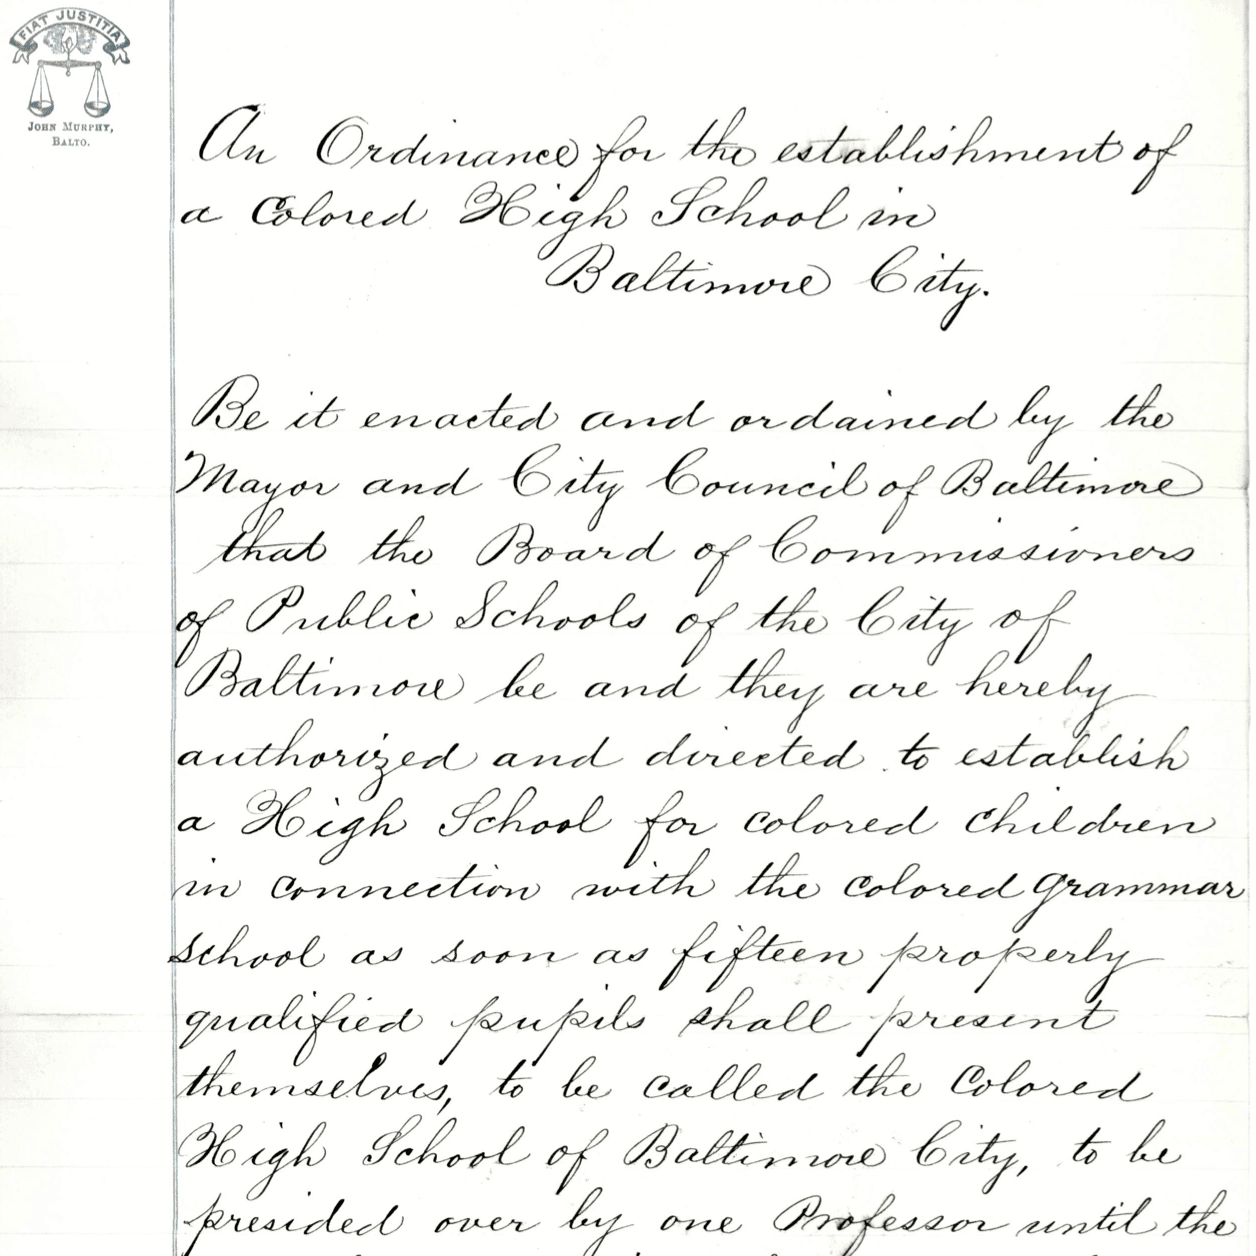 FIAT JUSTITIA
JOHN MURPHY,
BALTO.
An Ordinance for the establishment of
a Colored High School in
Baltimore City.
Be it enacted and ordained by the
Mayor and City Council of Baltimore
that the Board of Commissioners
of Public Schools of the City of
Baltimore be and they are hereby
authorized and directed to establish
a High School for colored children
in connection with the colored grammar
school as soon as fifteen properly
qualified pupils shall present
themselves, to be called the Colored
High School of Baltimore City, to be
presided over by one Professor until the